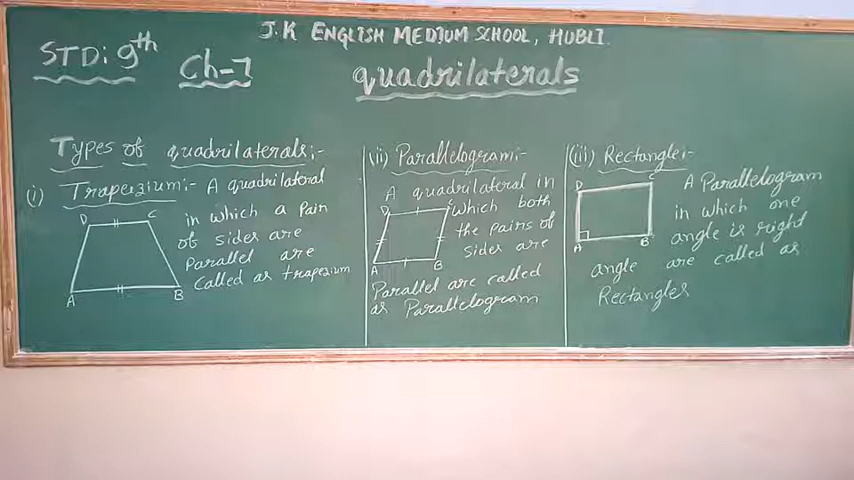 J.K ENGLISH MEDIUM SCHOOL, HUBLI
STD: 9th
Ch-7
quadrilaterals
Types of quadrilaterals:-
(i) Trapezium:- A quadrilateral
in which a Pair
of sides are
Parallel are
called as trapezium
D
C
A
B
(ii) Parallelogram:-
A quadrilateral in
which both
the pairs of
sides are
Parallel are called
as Parallelogram
D
C
A
B
(iii) Rectangle:-
A Parallelogram
in which one
angle is right
angle are called as
Rectangles
D
C
A
B